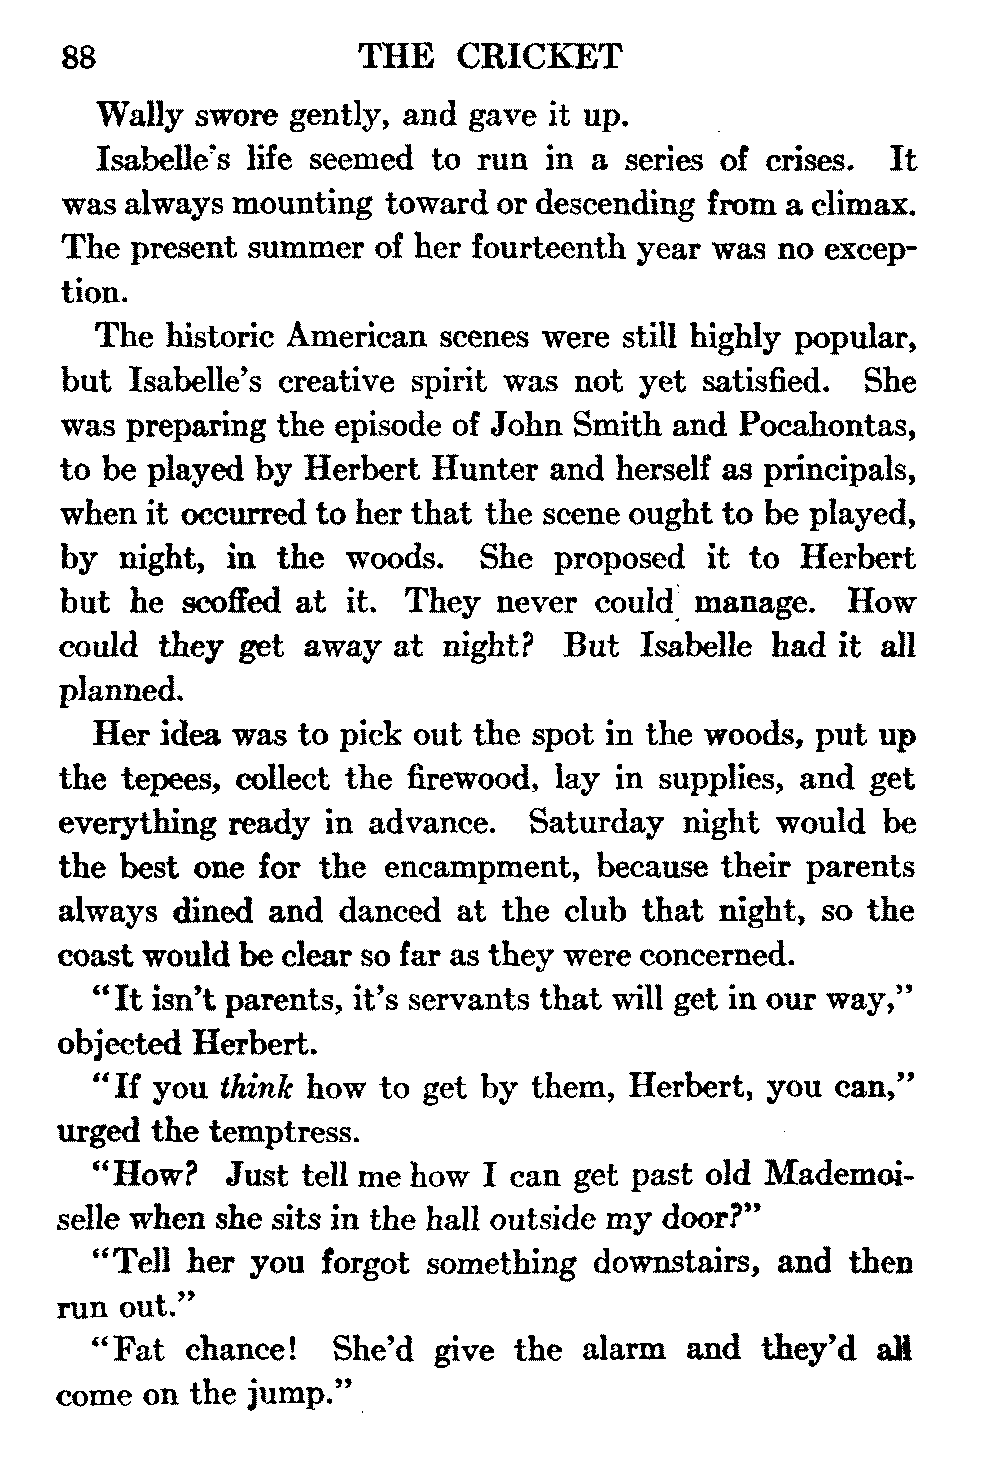 88 THE CRICKET
Wally swore gently, and gave it up.
Isabelle's life seemed to run in a series of crises. It
was always mounting toward or descending from a climax.
The present summer of her fourteenth year was no excep-
tion.
The historic American scenes were still highly popular,
but Isabelle's creative spirit was not yet satisfied. She
was preparing the episode of John Smith and Pocahontas,
to be played by Herbert Hunter and herself as principals,
when it occurred to her that the scene ought to be played,
by night, in the woods. She proposed it to Herbert
but he scoffed at it. They never could manage. How
could they get away at night? But Isabelle had it all
planned.
Her idea was to pick out the spot in the woods, put up
the tepees, collect the firewood, lay in supplies, and get
everything ready in advance. Saturday night would be
the best one for the encampment, because their parents
always dined and danced at the club that night, so the
coast would be clear so far as they were concerned.
"It isn't parents, it's servants that will get in our way,"
objected Herbert.
"If you think how to get by them, Herbert, you can,"
urged the temptress.
"How? Just tell me how I can get past old Mademoi-
selle when she sits in the hall outside my door?"
"Tell her you forgot something downstairs, and then
run out."
"Fat chance! She'd give the alarm and they'd all
come on the jump."